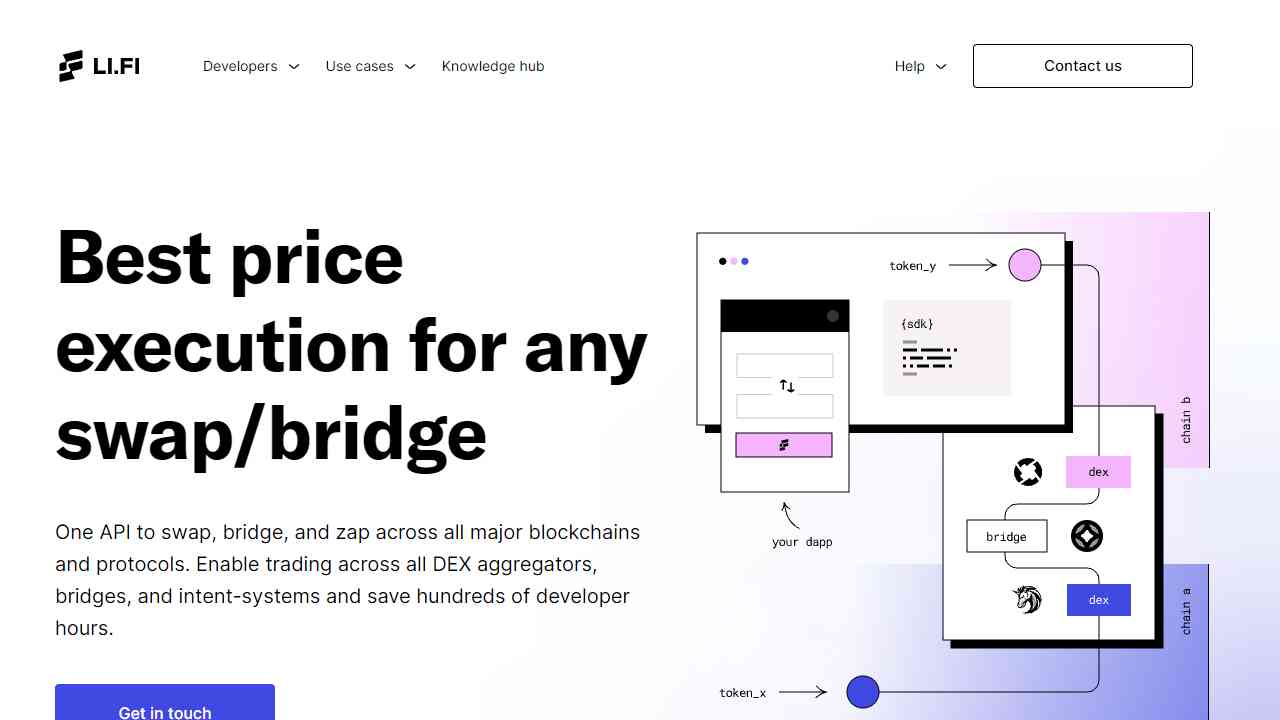 LI.FI
Developers
Use cases
Knowledge hub
Help
Contact us
Best price
execution for any
swap/bridge
One API to swap, bridge, and zap across all major blockchains
and protocols. Enable trading across all DEX aggregators,
bridges, and intent-systems and save hundreds of developer
hours.
Get in touch
token_y
{sdk}
chain b
dex
your dapp
bridge
dex
chain a
token_x